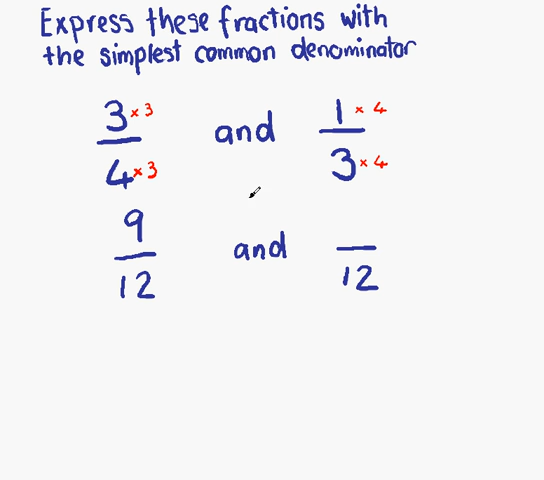 Express these fractions with
the simplest common denominator
3 × 3 and 1 × 4
4 × 3 3 × 4
9 and
12 12